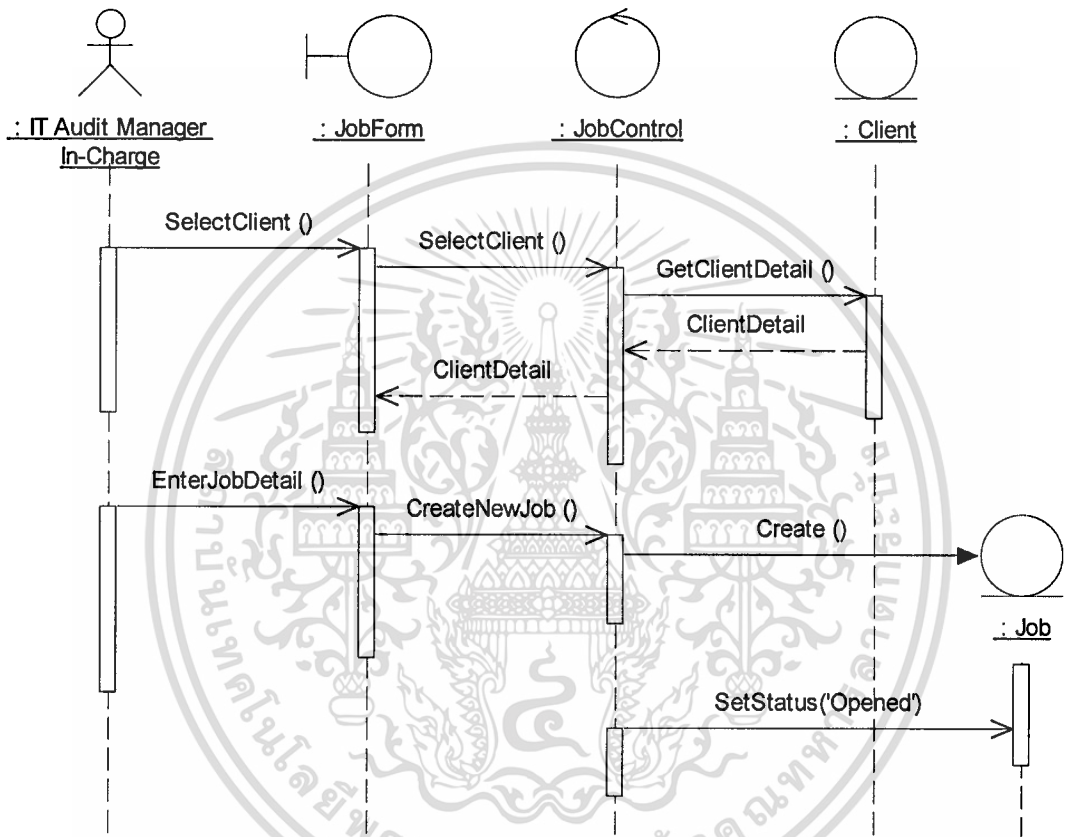 : IT Audit Manager
In-Charge
: JobForm
: JobControl
: Client
SelectClient ()
SelectClient ()
GetClientDetail ()
ClientDetail
ClientDetail
EnterJobDetail ()
CreateNewJob ()
Create ()
: Job
SetStatus('Opened')